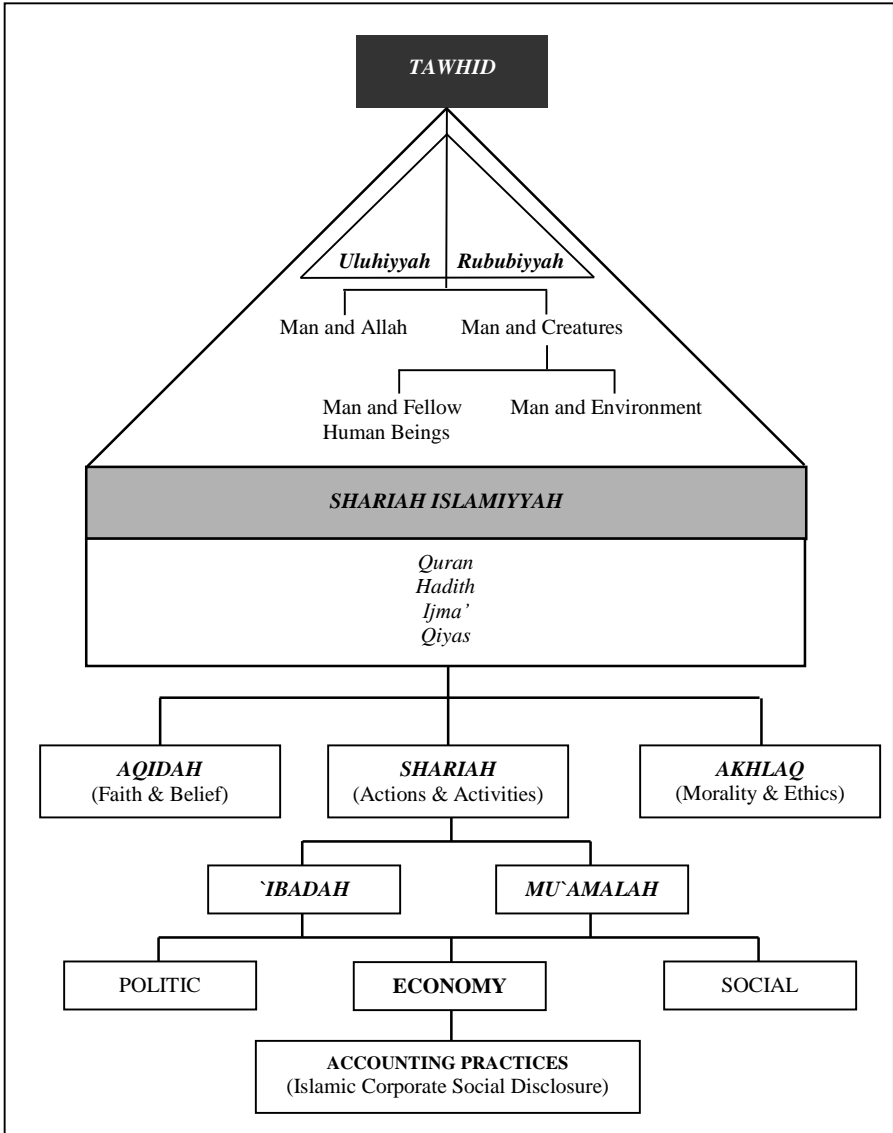 TAWHID
Uluhiyyah Rububiyyah
Man and Allah Man and Creatures
Man and Fellow Man and Environment
Human Beings
SHARIAH ISLAMIYYAH
Quran
Hadith
Ijma’
Qiyas
AQIDAH SHARIAH AKHLAQ
(Faith & Belief) (Actions & Activities) (Morality & Ethics)
`IBADAH MU`AMALAH
POLITIC ECONOMY SOCIAL
ACCOUNTING PRACTICES
(Islamic Corporate Social Disclosure)